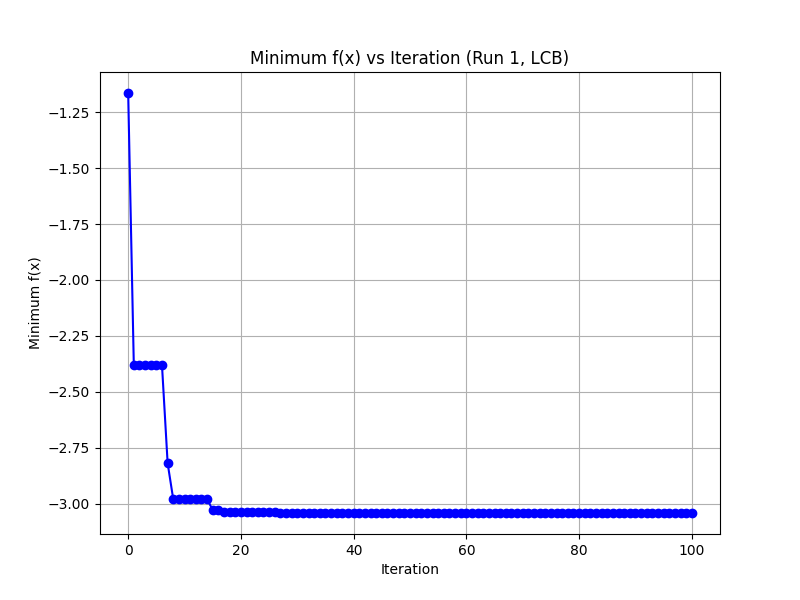 Minimum f(x) vs Iteration (Run 1, LCB)
Minimum f(x)
−1.25
−1.50
−1.75
−2.00
−2.25
−2.50
−2.75
−3.00
0 20 40 60 80 100
Iteration